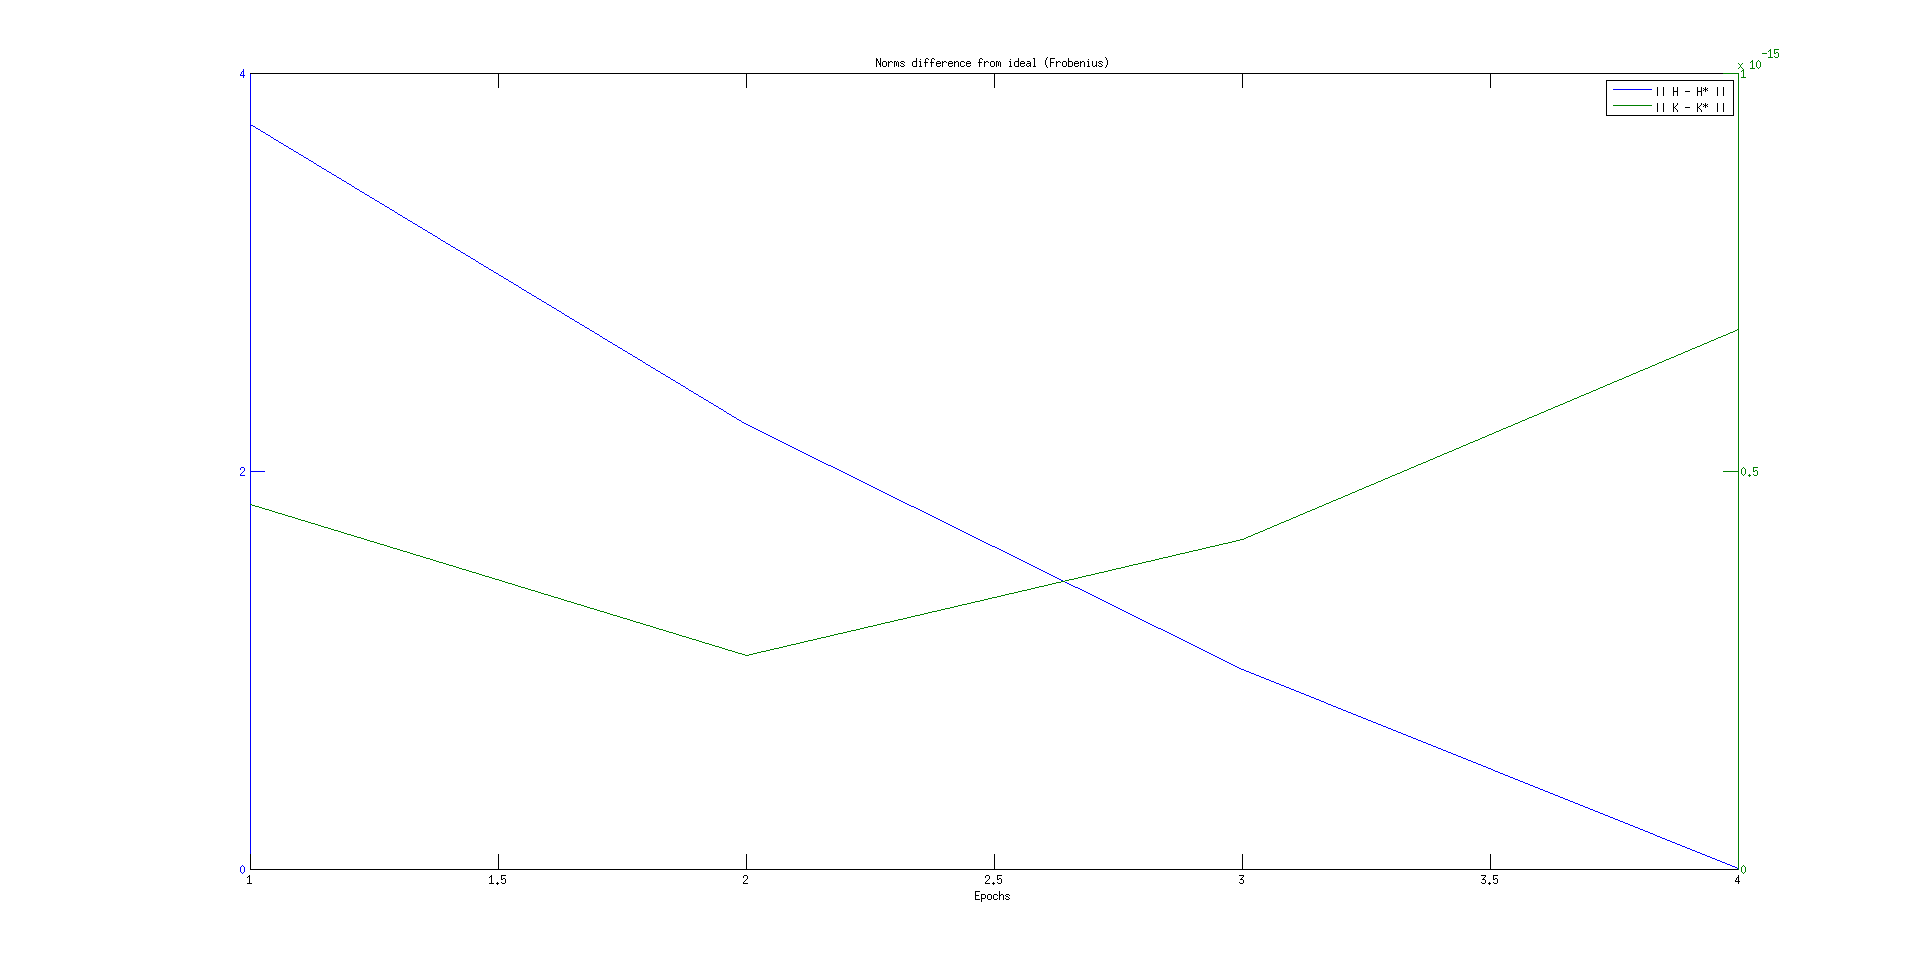 Norms difference from ideal (Frobenius)
x 10^-15
4
2
0
1
0.5
0
|| H - H* ||
|| K - K* ||
1 1.5 2 2.5 3 3.5 4
Epochs